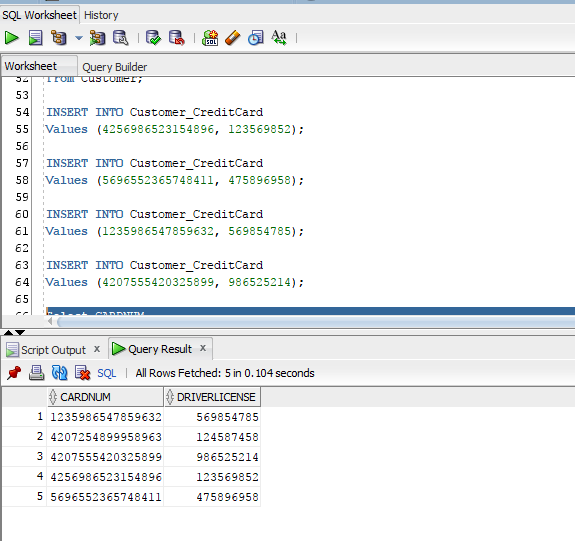 SQL Worksheet History
Worksheet Query Builder
52 from Customer;
53
54 INSERT INTO Customer_CreditCard
55 Values (4256986523154896, 123569852);
56
57 INSERT INTO Customer_CreditCard
58 Values (5696552365748411, 475896958);
59
60 INSERT INTO Customer_CreditCard
61 Values (1235986547859632, 569854785);
62
63 INSERT INTO Customer_CreditCard
64 Values (4207555420325899, 986525214);
65
66 Select CARDNUM
Script Output x Query Result x
SQL All Rows Fetched: 5 in 0.104 seconds
CARDNUM DRIVERLICENSE
1 1235986547859632 569854785
2 4207254899958963 124587458
3 4207555420325899 986525214
4 4256986523154896 123569852
5 5696552365748411 475896958